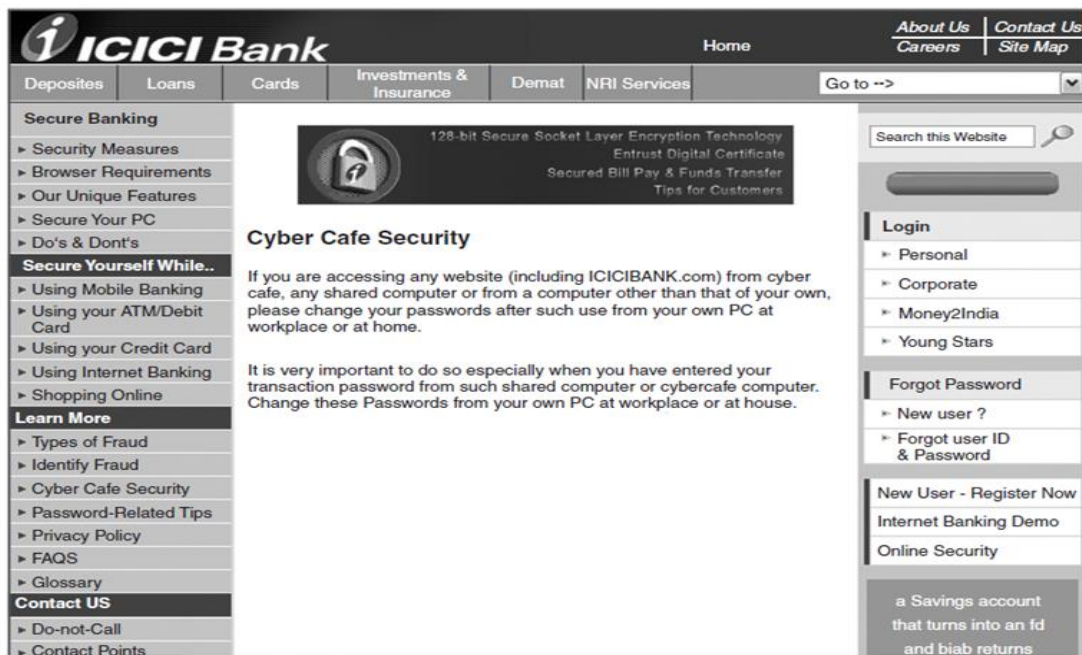 i ICICI Bank
Home
About Us Contact Us
Careers Site Map
Deposites Loans Cards Investments & Insurance Demat NRI Services Go to -->
Secure Banking
Security Measures
Browser Requirements
Our Unique Features
Secure Your PC
Do's & Dont's
Secure Yourself While..
Using Mobile Banking
Using your ATM/Debit
Card
Using your Credit Card
Using Internet Banking
Shopping Online
Learn More
Types of Fraud
Identify Fraud
Cyber Cafe Security
Password-Related Tips
Privacy Policy
FAQS
Glossary
Contact US
Do-not-Call
Contact Points
128-bit Secure Socket Layer Encryption Technology
Entrust Digital Certificate
Secured Bill Pay & Funds Transfer
Tips for Customers
Cyber Cafe Security
If you are accessing any website (including ICICIBANK.com) from cyber
cafe, any shared computer or from a computer other than that of your own,
please change your passwords after such use from your own PC at
workplace or at home.
It is very important to do so especially when you have entered your
transaction password from such shared computer or cybercafe computer.
Change these Passwords from your own PC at workplace or at house.
Search this Website
Login
Personal
Corporate
Money2India
Young Stars
Forgot Password
New user ?
Forgot user ID
& Password
New User - Register Now
Internet Banking Demo
Online Security
a Savings account
that turns into an fd
and biab returns